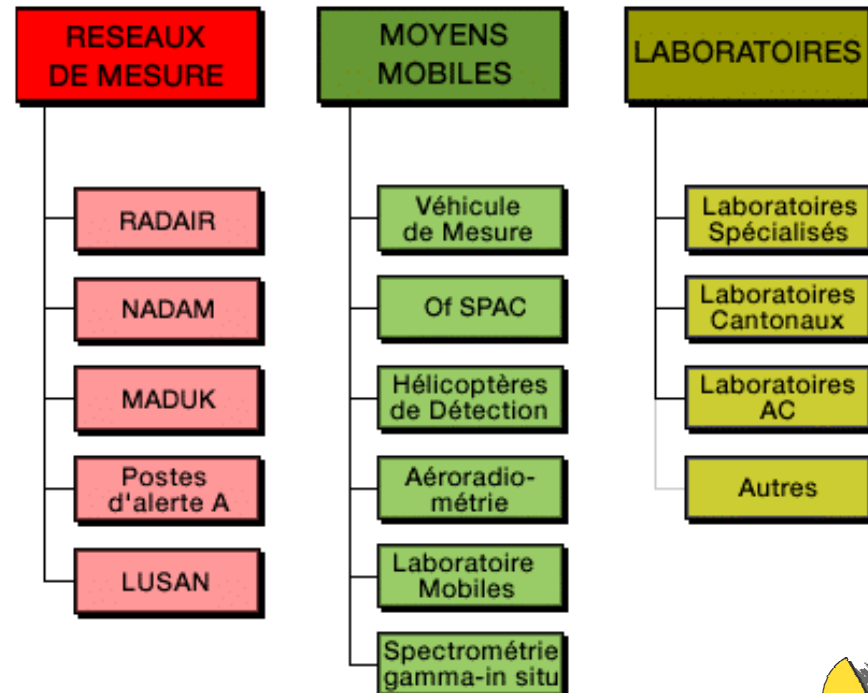 RESEAUX
DE MESURE
RADAIR
NADAM
MADUK
Postes
d'alerte A
LUSAN
MOYENS
MOBILES
Véhicule
de Mesure
Of SPAC
Hélicoptères
de Détection
Aéroradio-
métrie
Laboratoire
Mobiles
Spectrométrie
gamma-in situ
LABORATOIRES
Laboratoires
Spécialisés
Laboratoires
Cantonaux
Laboratoires
AC
Autres